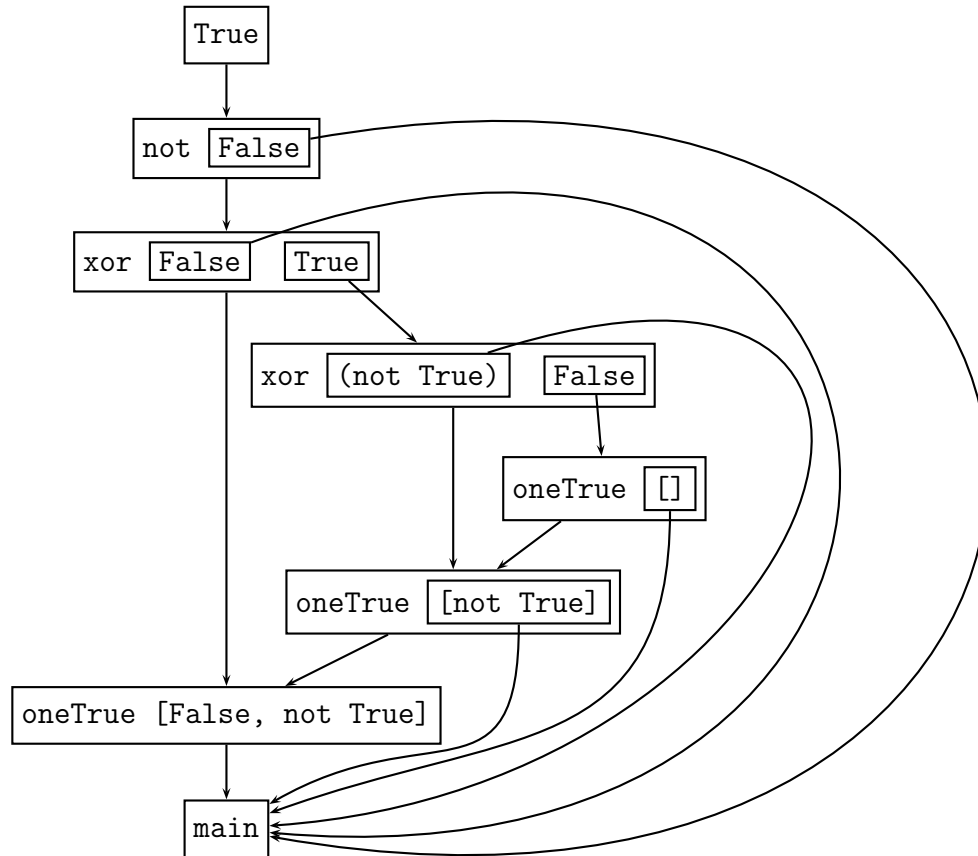 True
not False
xor False True
xor (not True) False
oneTrue []
oneTrue [not True]
oneTrue [False, not True]
main